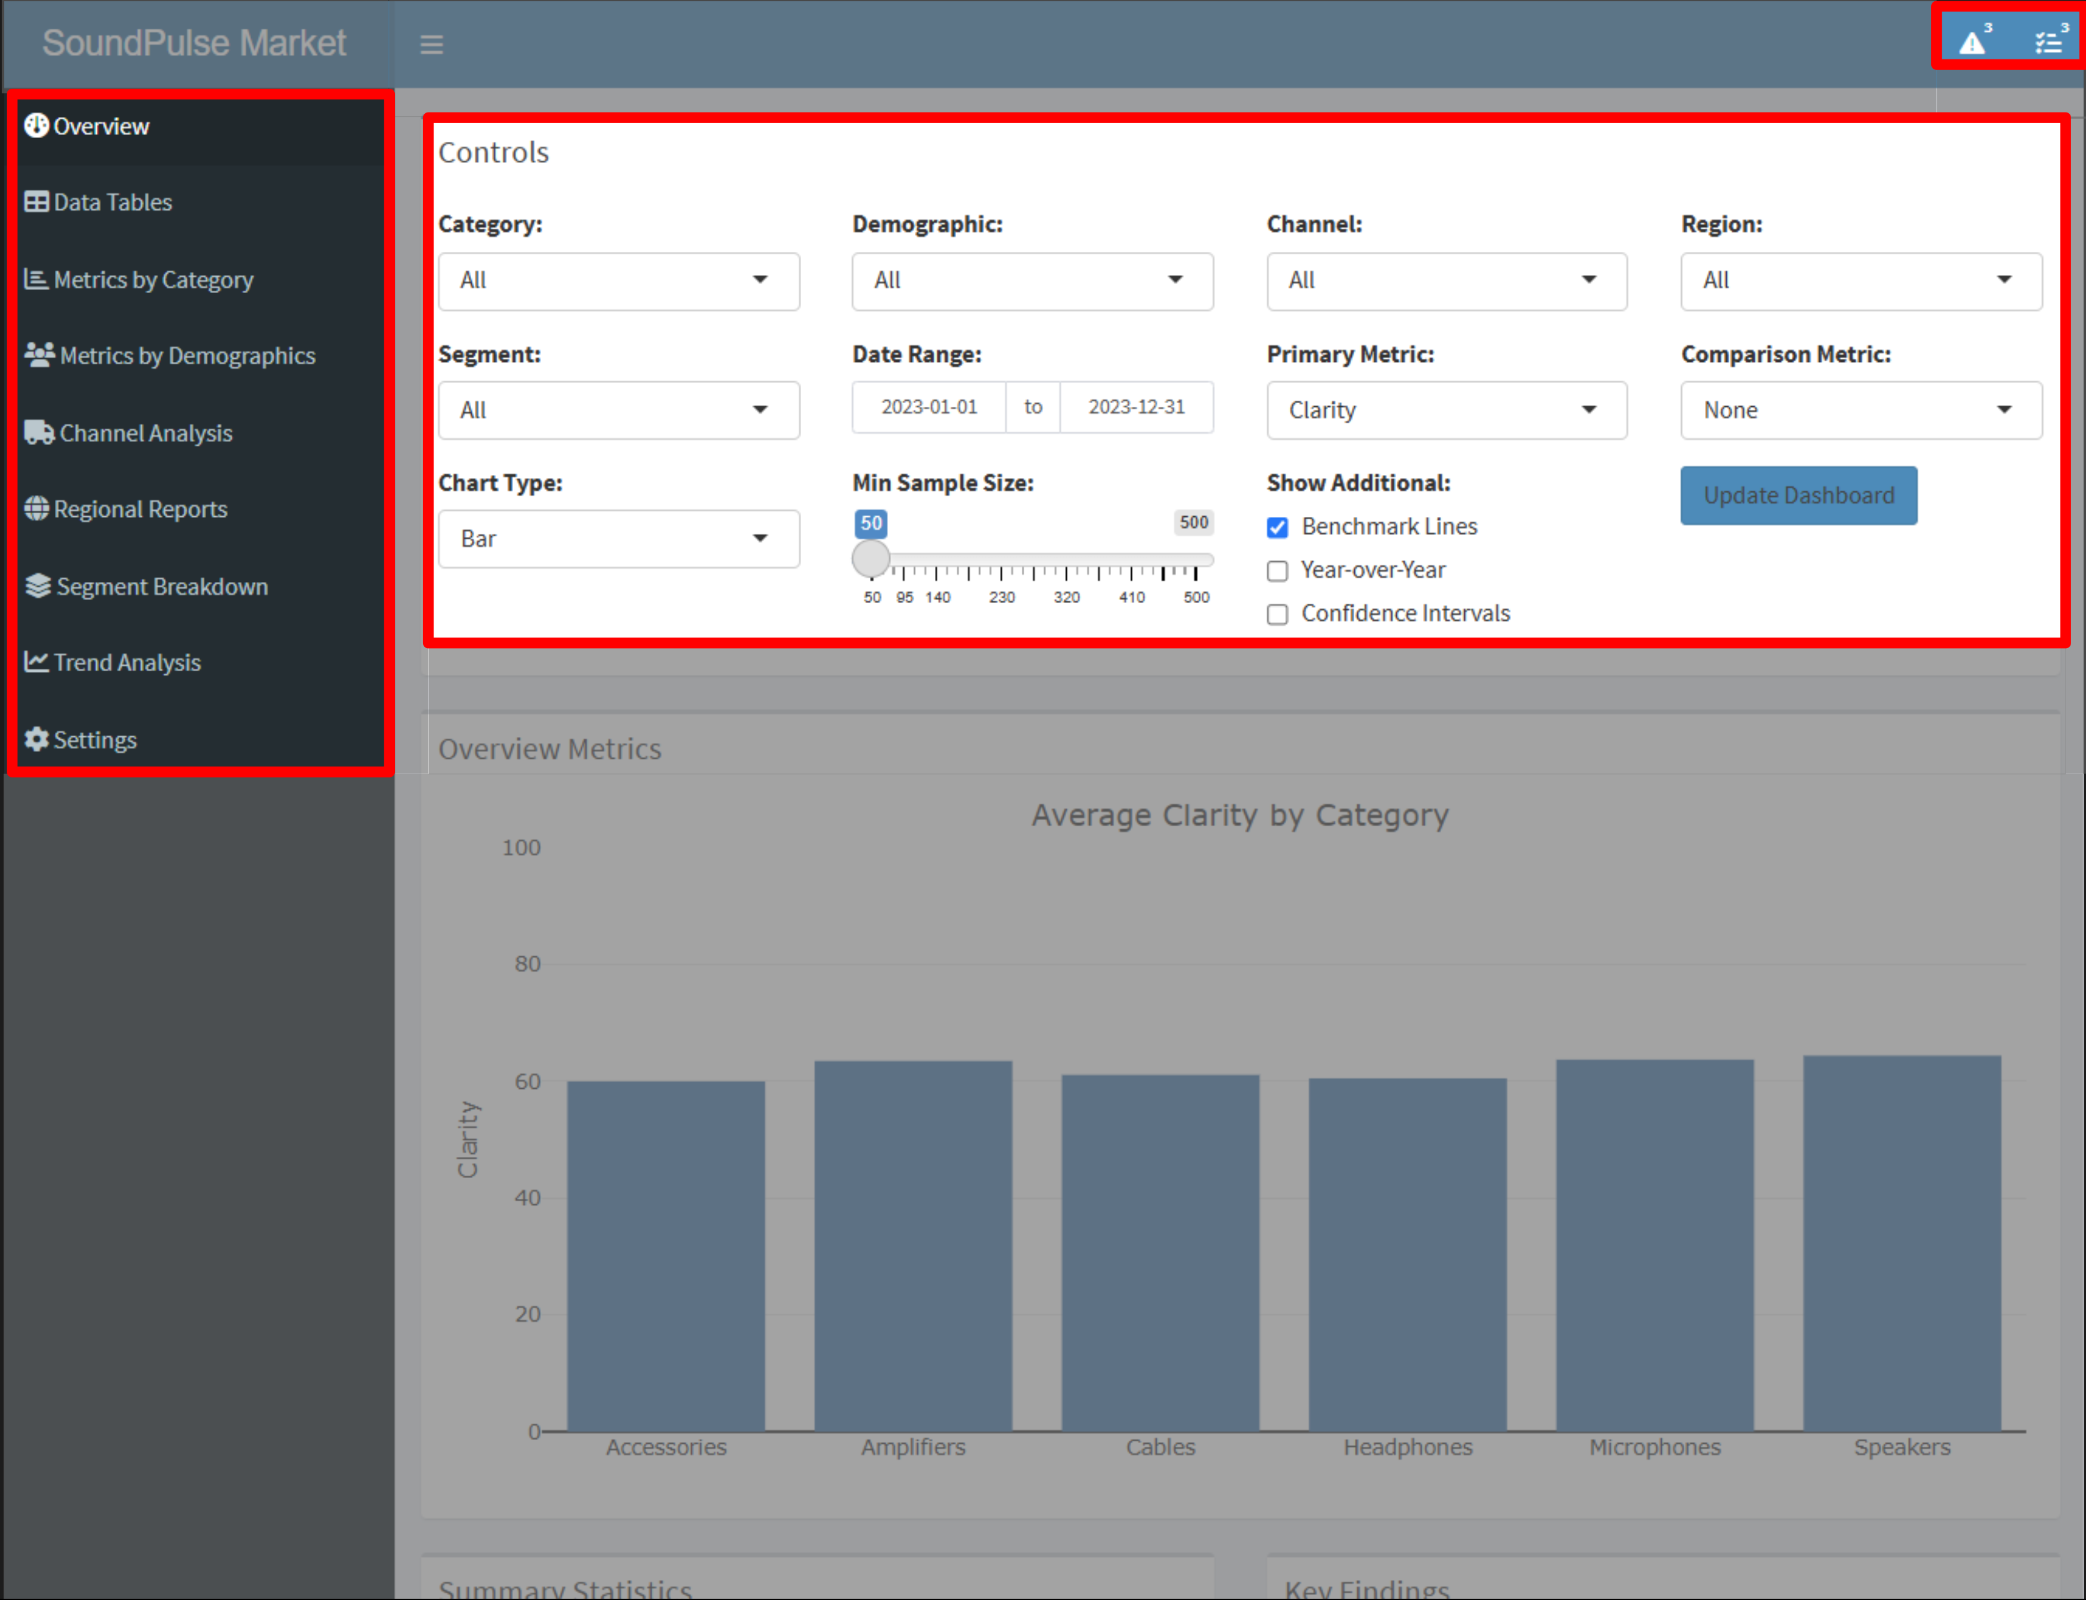 SoundPulse Market
3
3
Overview
Data Tables
Metrics by Category
Metrics by Demographics
Channel Analysis
Regional Reports
Segment Breakdown
Trend Analysis
Settings
Controls
Category:
Demographic:
Channel:
Region:
All
All
All
All
Segment:
Date Range:
Primary Metric:
Comparison Metric:
All
2023-01-01 to 2023-12-31
Clarity
None
Chart Type:
Min Sample Size:
Show Additional:
Update Dashboard
Bar
50
500
50 95 140 230 320 410 500
Benchmark Lines
Year-over-Year
Confidence Intervals
Overview Metrics
Average Clarity by Category
100
80
60
40
20
0
Clarity
Accessories
Amplifiers
Cables
Headphones
Microphones
Speakers
Summary Statistics
Key Findings